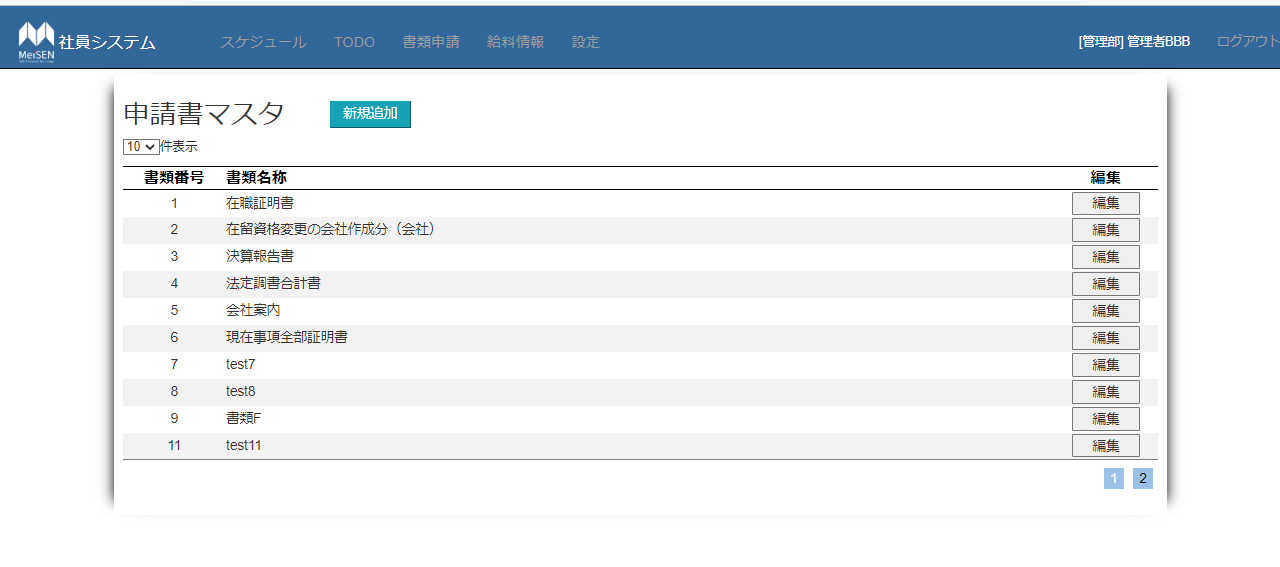 MeiSEN 社員システム スケジュール TODO 書類申請 給料情報 設定 [管理部] 管理者BBB ログアウト
申請書マスタ 新規追加
10 件表示
書類番号 書類名称 編集
1 在職証明書 編集
2 在留資格変更の会社作成分（会社） 編集
3 決算報告書 編集
4 法定調書合計書 編集
5 会社案内 編集
6 現在事項全部証明書 編集
7 test7 編集
8 test8 編集
9 書類F 編集
11 test11 編集
1 2